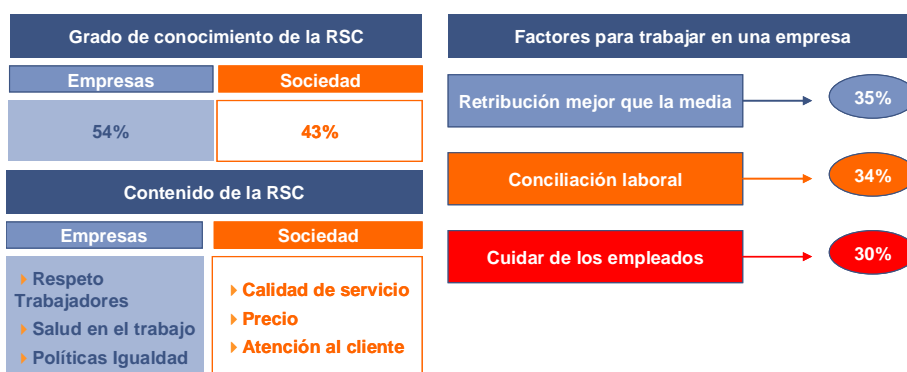 Grado de conocimiento de la RSC
Empresas
Sociedad
54%
43%
Contenido de la RSC
Empresas
Sociedad
Respeto
Trabajadores
Salud en el trabajo
Políticas Igualdad
Calidad de servicio
Precio
Atención al cliente
Factores para trabajar en una empresa
Retribución mejor que la media
35%
Conciliación laboral
34%
Cuidar de los empleados
30%